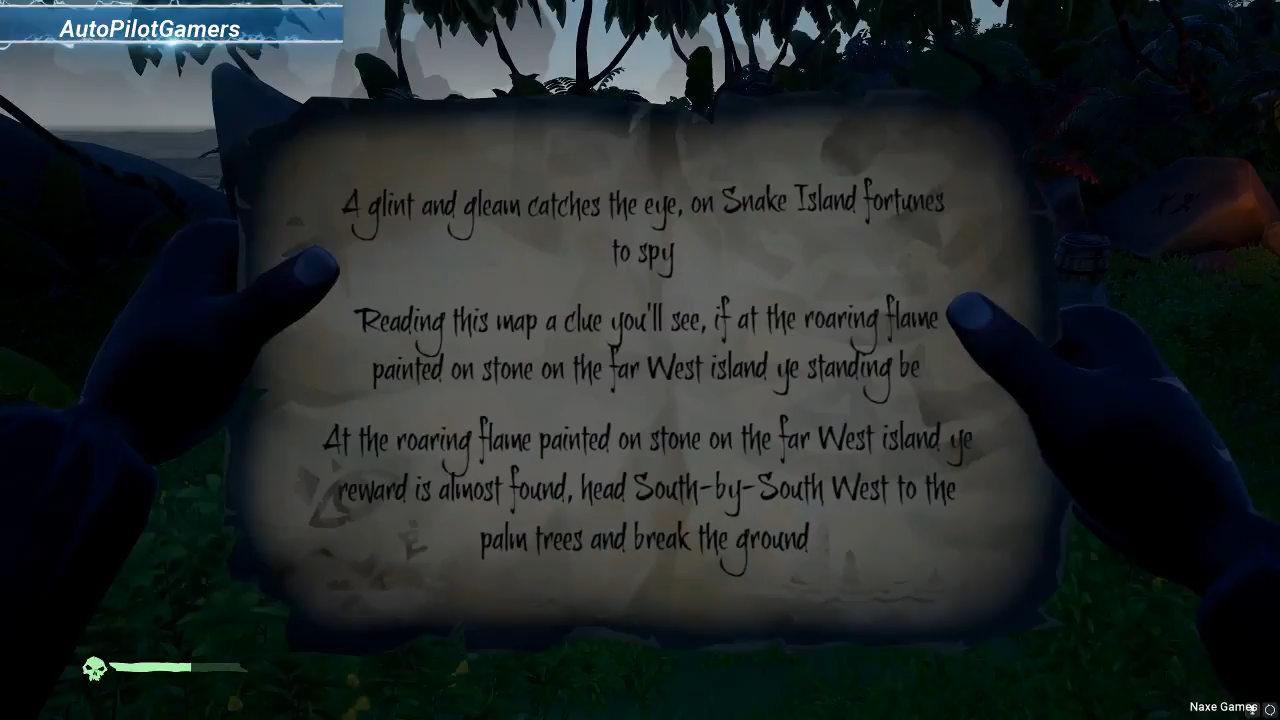 AutoPilotGamers
A glint and gleam catches the eye, on Snake Island fortunes
to spy
Reading this map a clue you'll see, if at the roaring flame
painted on stone on the far West island ye standing be
At the roaring flame painted on stone on the far West island ye
reward is almost found, head South-by-South West to the
palm trees and break the ground
Naxe Games